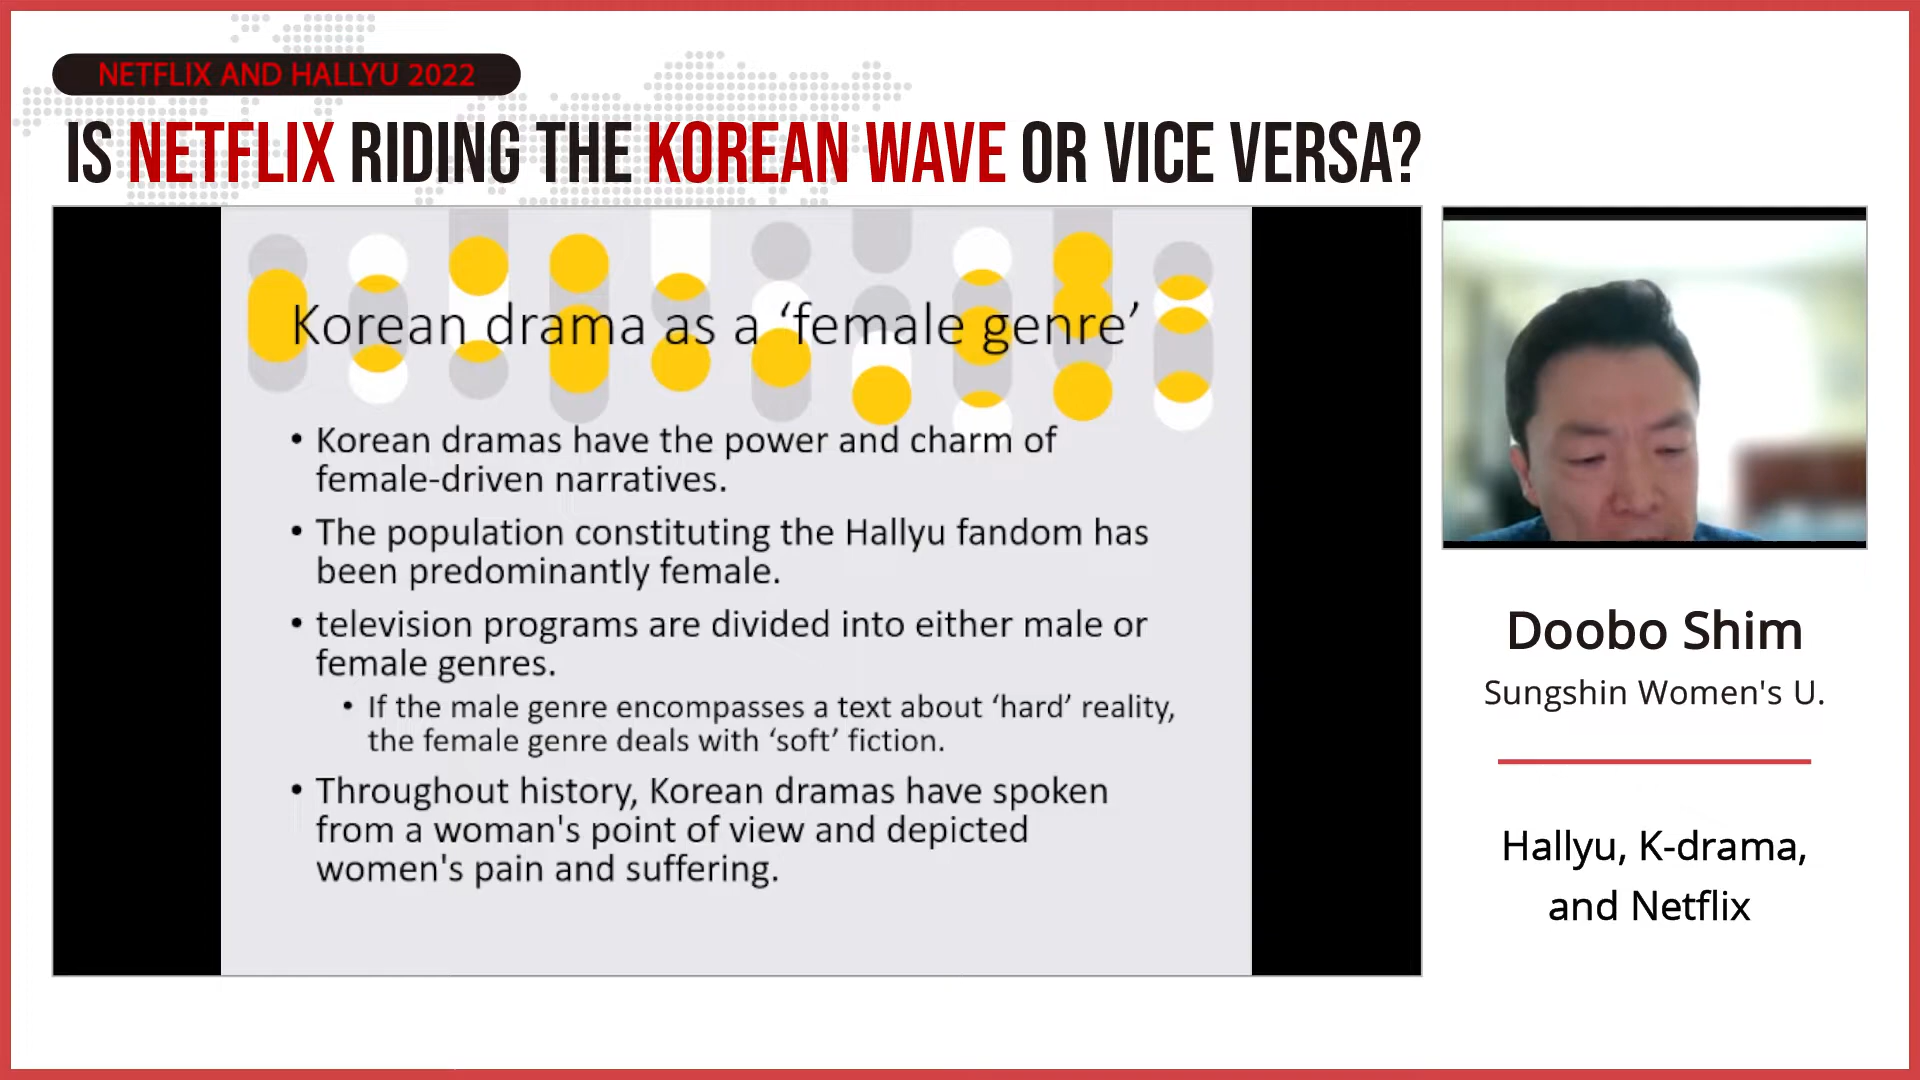 NETFLIX AND HALLYU 2022
IS NETFLIX RIDING THE KOREAN WAVE OR VICE VERSA?
Korean drama as a ‘female genre’
• Korean dramas have the power and charm of
female-driven narratives.
• The population constituting the Hallyu fandom has
been predominantly female.
• television programs are divided into either male or
female genres.
• If the male genre encompasses a text about ‘hard’ reality,
the female genre deals with ‘soft’ fiction.
• Throughout history, Korean dramas have spoken
from a woman's point of view and depicted
women's pain and suffering.
Doobo Shim
Sungshin Women's U.
Hallyu, K-drama,
and Netflix